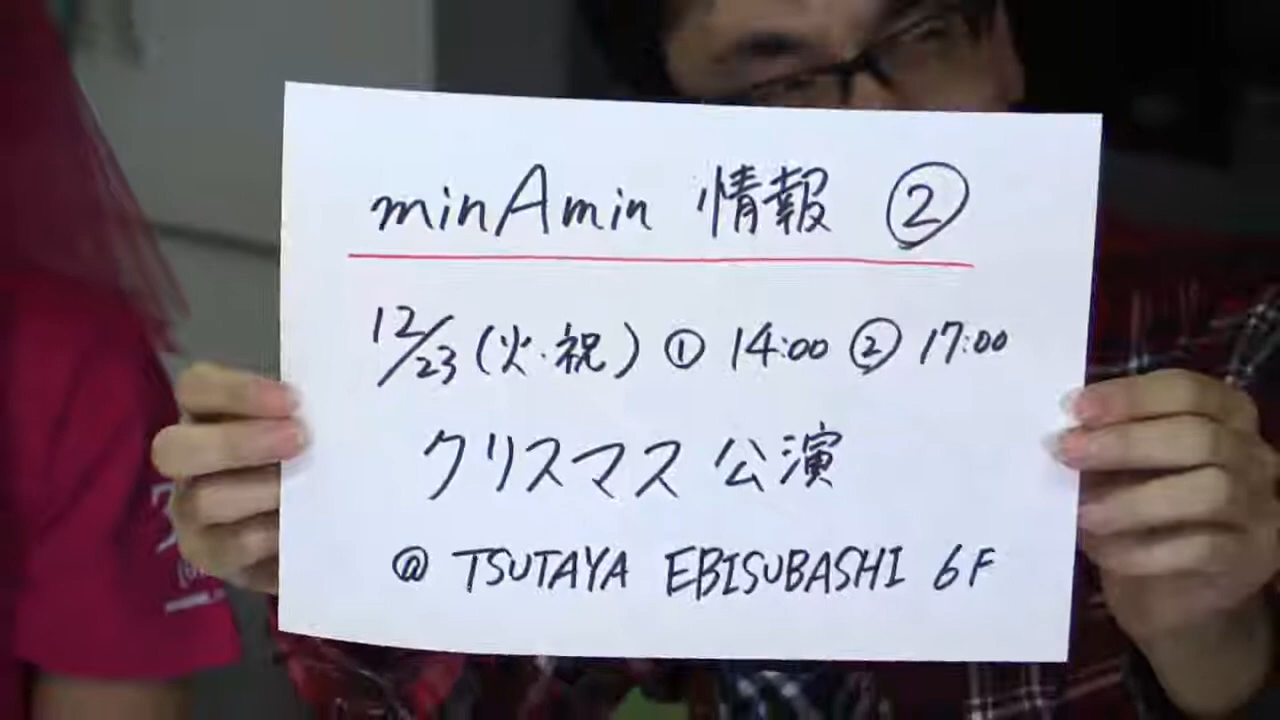 minAmin 情報 ②
12/23 (火・祝) ① 14:00 ② 17:00
クリスマス 公演
@ TSUTAYA EBISUBASHI 6F